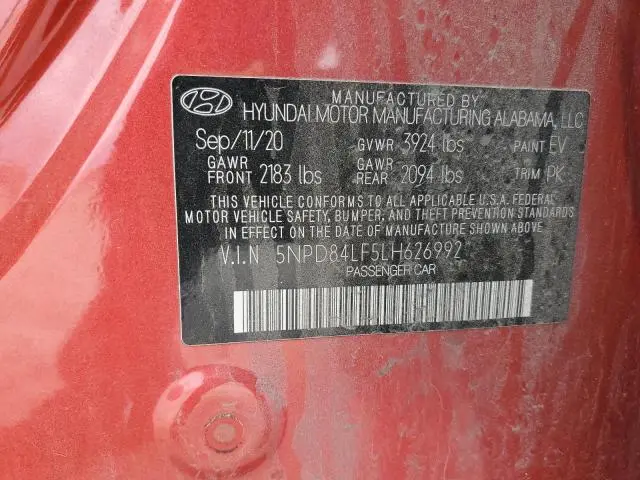 MANUFACTURED BY
HYUNDAI MOTOR MANUFACTURING ALABAMA, LLC
Sep/11/20 GVWR 3924 lbs PAINT EV
GAWR FRONT 2183 lbs GAWR REAR 2094 lbs TRIM PK
THIS VEHICLE CONFORMS TO ALL APPLICABLE U.S.A. FEDERAL
MOTOR VEHICLE SAFETY, BUMPER, AND THEFT PREVENTION STANDARDS
IN EFFECT ON THE DATE OF MANUFACTURE SHOWN ABOVE.
V.I.N 5NPD84LF5LH626992
PASSENGER CAR